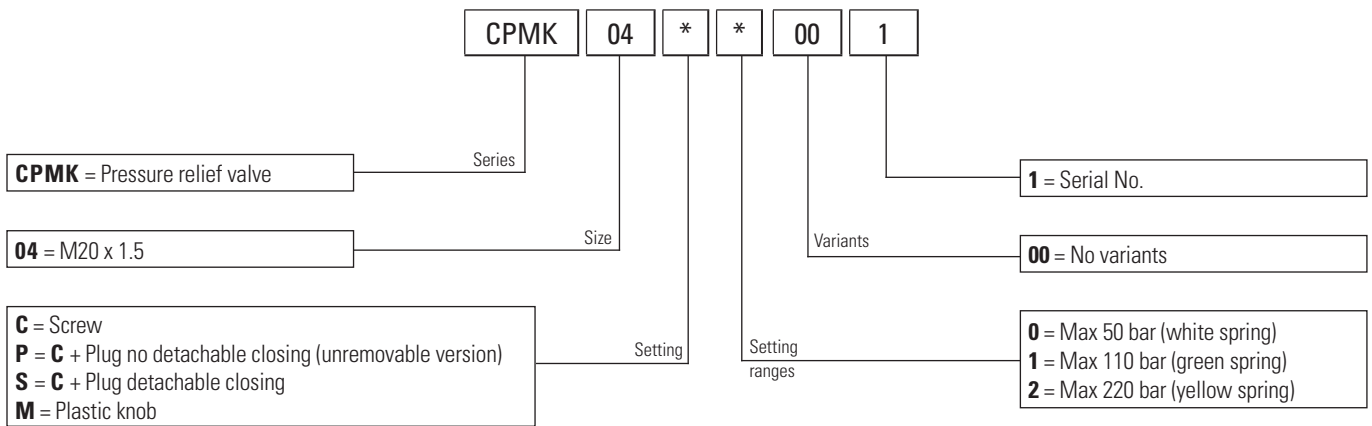 CPMK 04 * * 00 1
Series
CPMK = Pressure relief valve
1 = Serial No.
Size
04 = M20 x 1.5
Variants
00 = No variants
C = Screw
P = C + Plug no detachable closing (unremovable version)
S = C + Plug detachable closing
M = Plastic knob
Setting
Setting
ranges
0 = Max 50 bar (white spring)
1 = Max 110 bar (green spring)
2 = Max 220 bar (yellow spring)